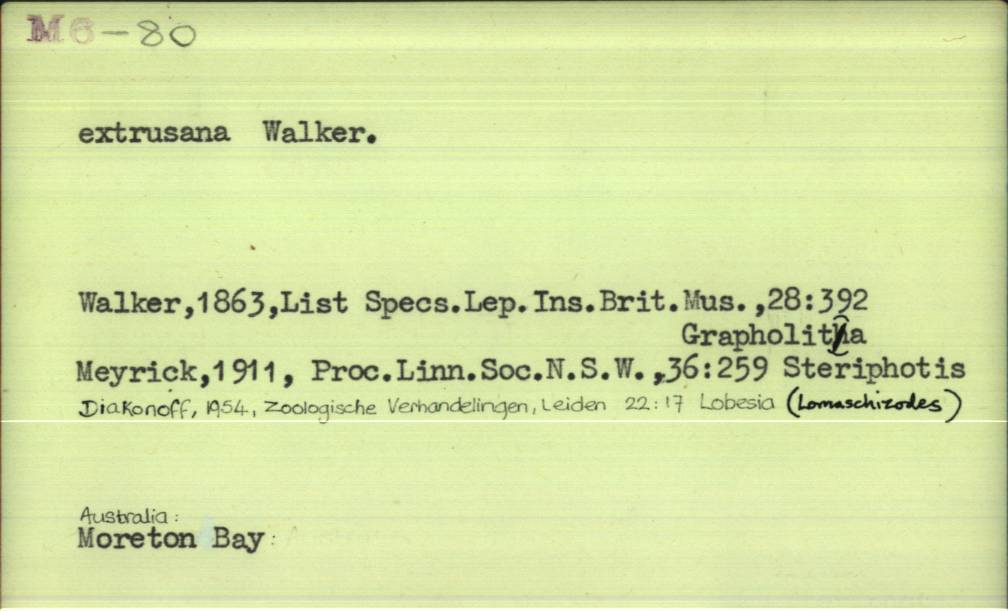 M6-80
extrusana Walker.
Walker,1863,List Specs.Lep.Ins.Brit.Mus.,28:392
Grapholita
Meyrick,1911, Proc.Linn.Soc.N.S.W.,36:259 Steriphotis
Diakonoff, 1954, Zoologische Verhandelingen, Leiden 22:17 Lobesia (Lomaschizodes)
Australia:
Moreton Bay: